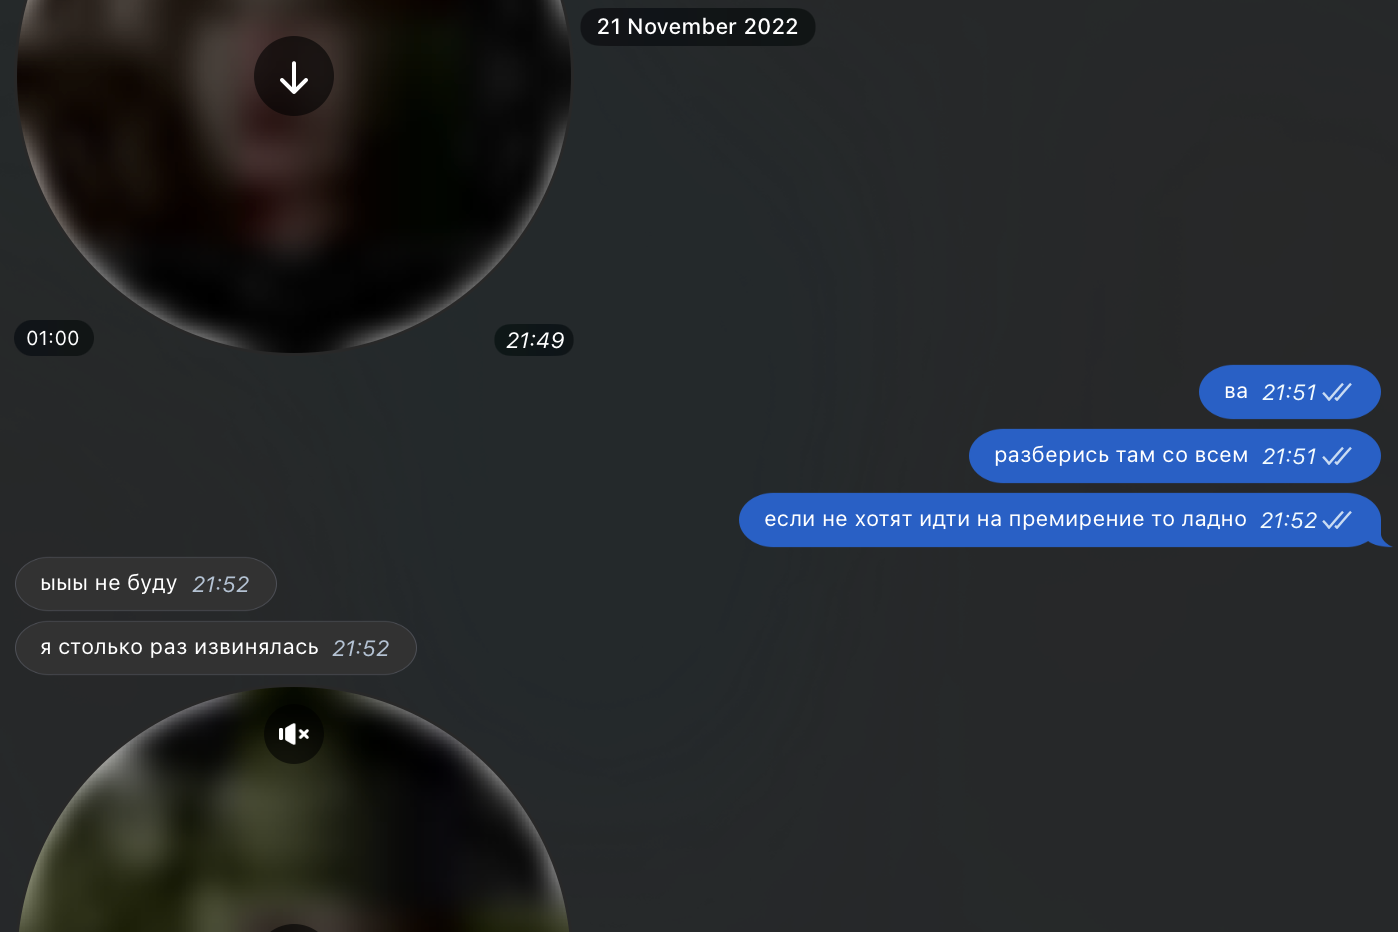 21 November 2022
01:00
21:49
ва 21:51
разберись там со всем 21:51
если не хотят идти на премирение то ладно 21:52
ыыы не буду 21:52
я столько раз извинялась 21:52